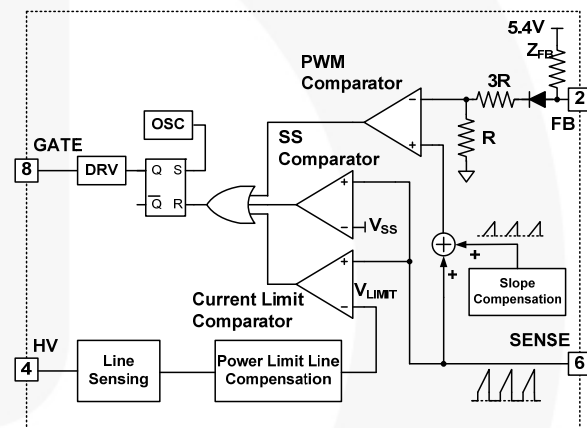 5.4V
ZFB
PWM
Comparator
3R
2
FB
OSC
SS
Comparator
R
GATE
8
DRV
Q S
Q R
VSS
Slope
Compensation
VLIMIT
Current Limit
Comparator
SENSE
6
HV
4
Line
Sensing
Power Limit Line
Compensation